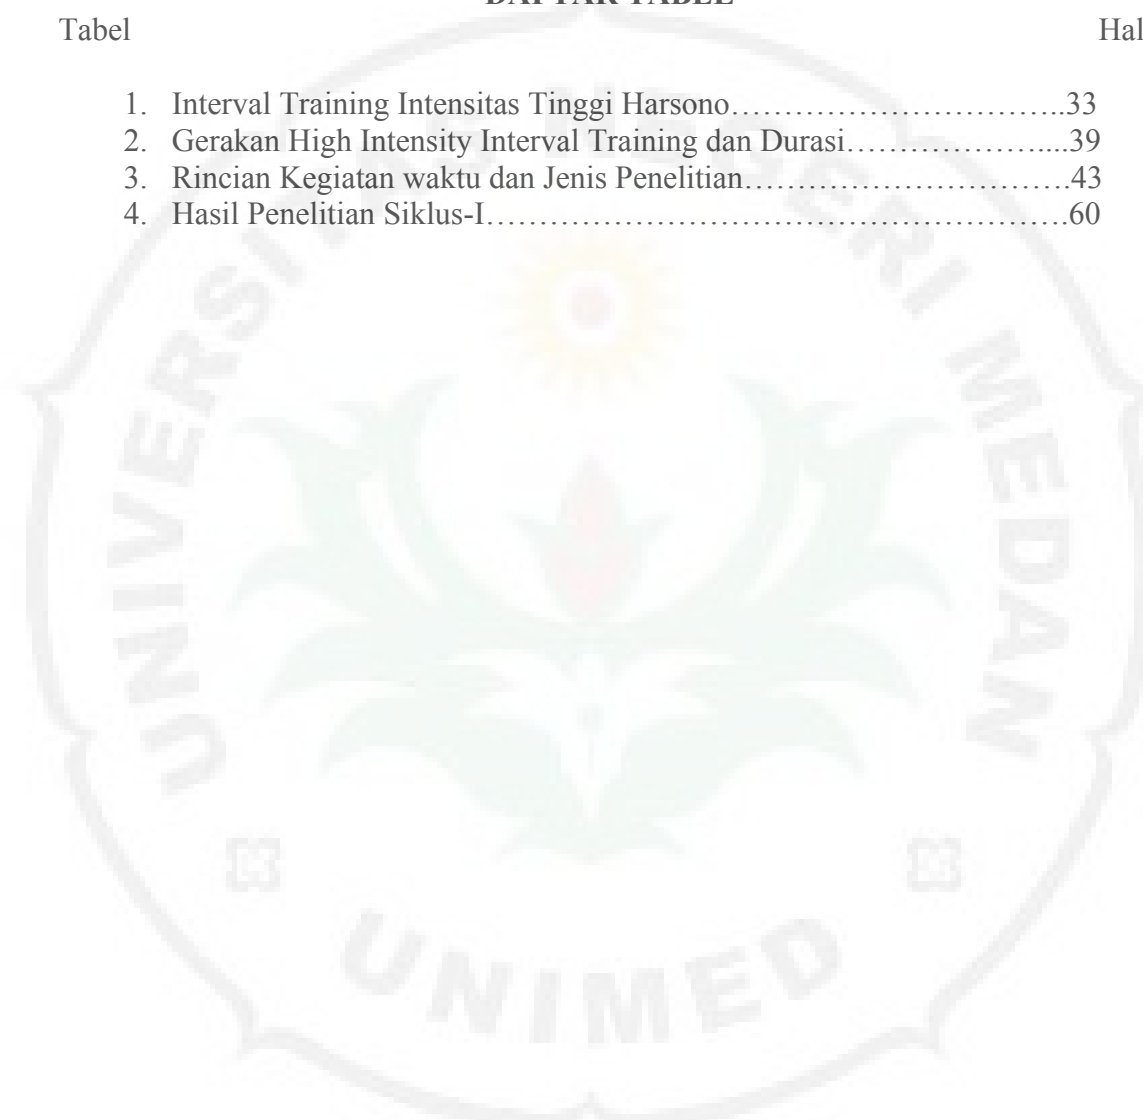 DAFTAR TABEL
Tabel Hal
1. Interval Training Intensitas Tinggi Harsono…………………………..33
2. Gerakan High Intensity Interval Training dan Durasi………………....39
3. Rincian Kegiatan waktu dan Jenis Penelitian………………………….43
4. Hasil Penelitian Siklus-I……………………………………………….60
UNIVERSITAS NEGERI MEDAN
UNIMED